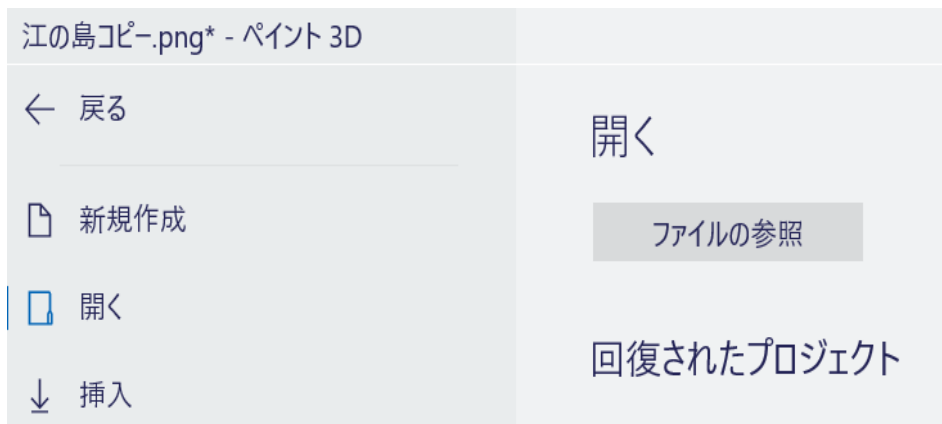 江の島コピー.png* - ペイント 3D
戻る
新規作成
開く
挿入
開く
ファイルの参照
回復されたプロジェクト